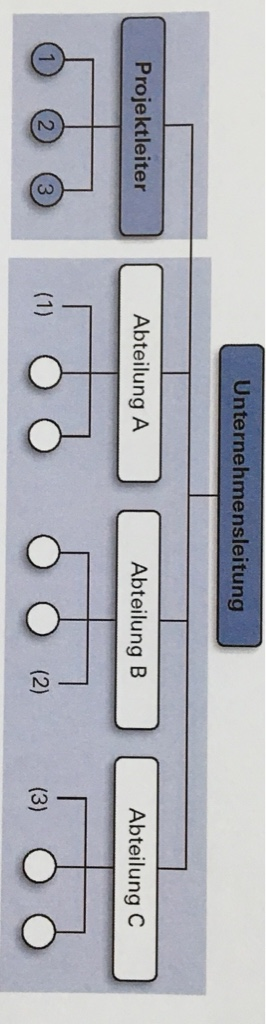 Unternehmensleitung
Projektleiter
Abteilung A
Abteilung B
Abteilung C
1
2
3
(1)
(2)
(3)